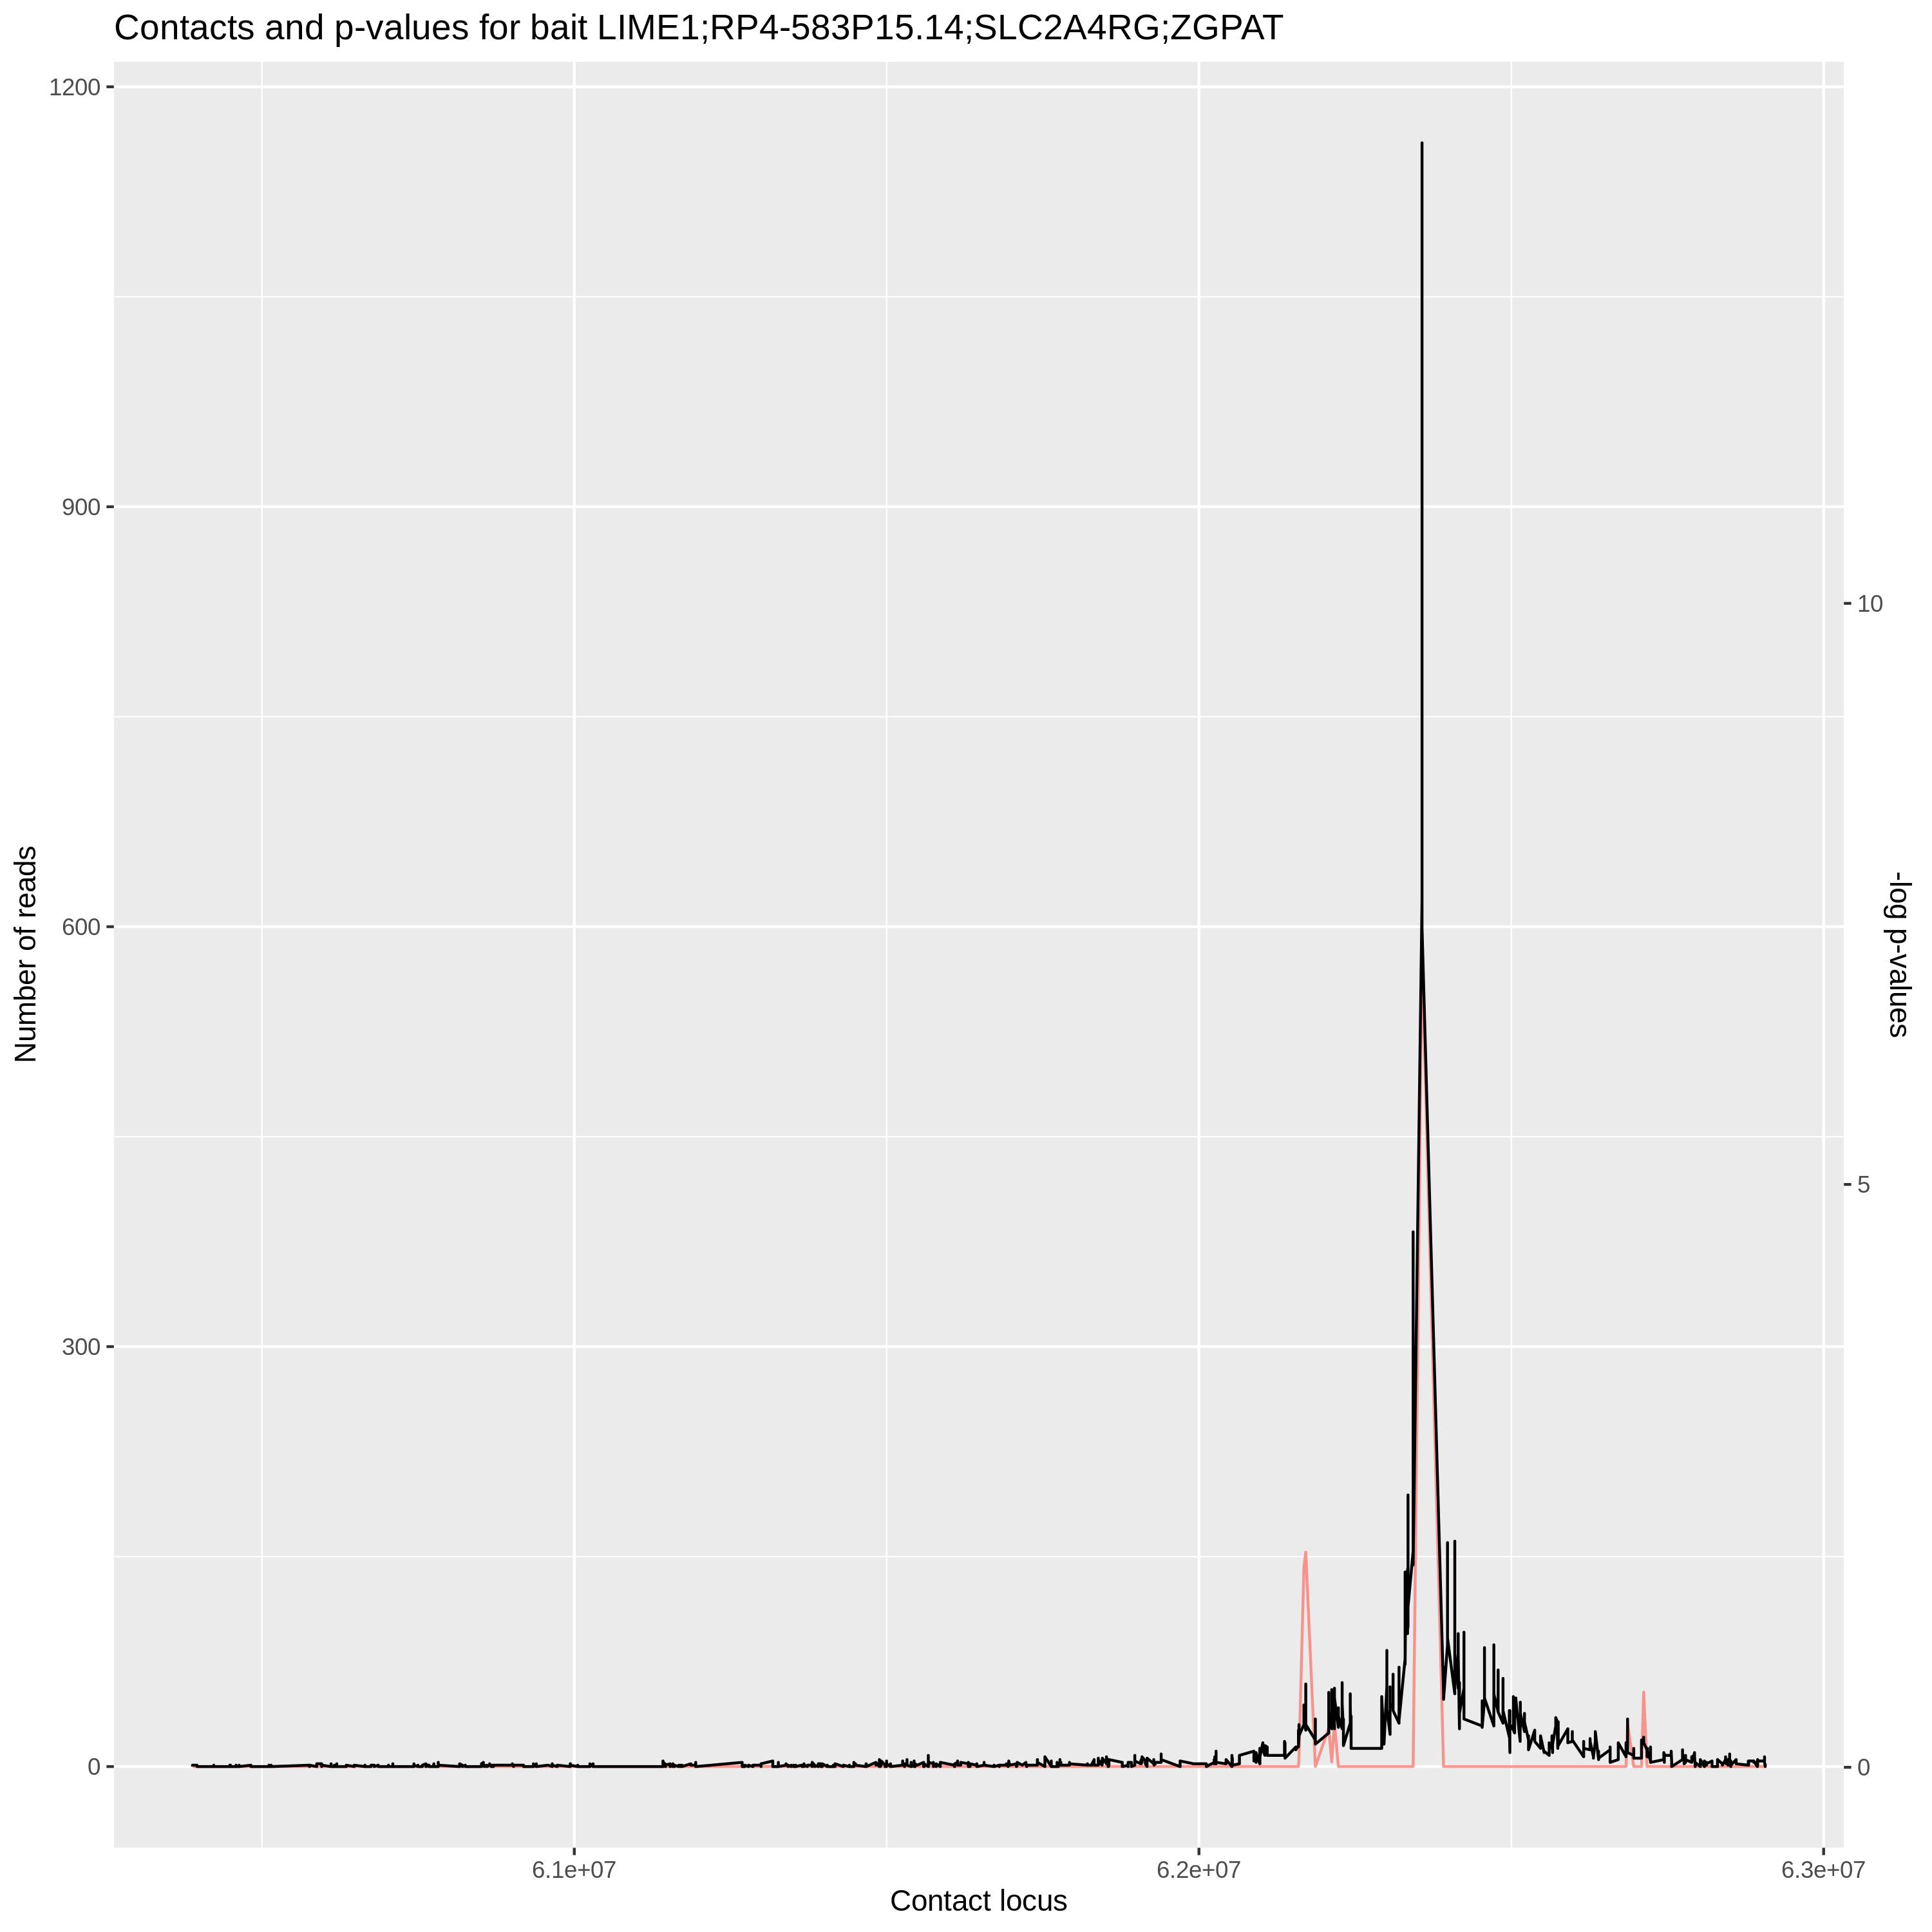 Contacts and p-values for bait LIME1;RP4-583P15.14;SLC2A4RG;ZGPAT
1200
900
600
300
0
Number of reads
10
5
0
-log p-values
6.1e+07
6.2e+07
6.3e+07
Contact locus